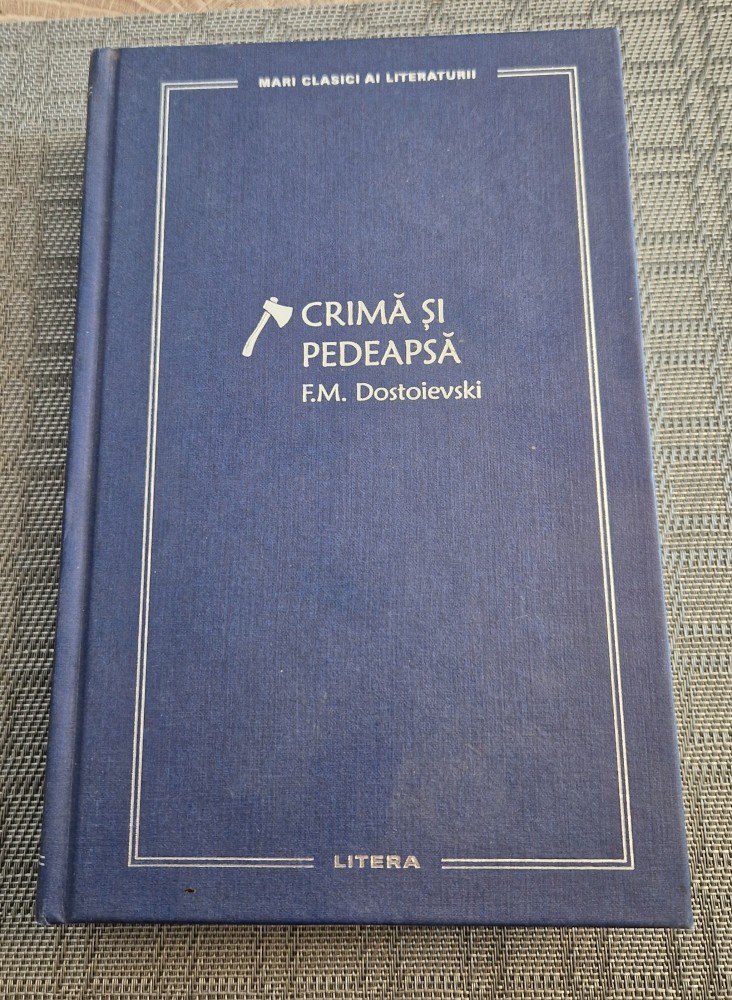 MARI CLASICI AI LITERATURII
CRIMĂ ȘI
PEDEAPSĂ
F.M. Dostoievski
LITERA